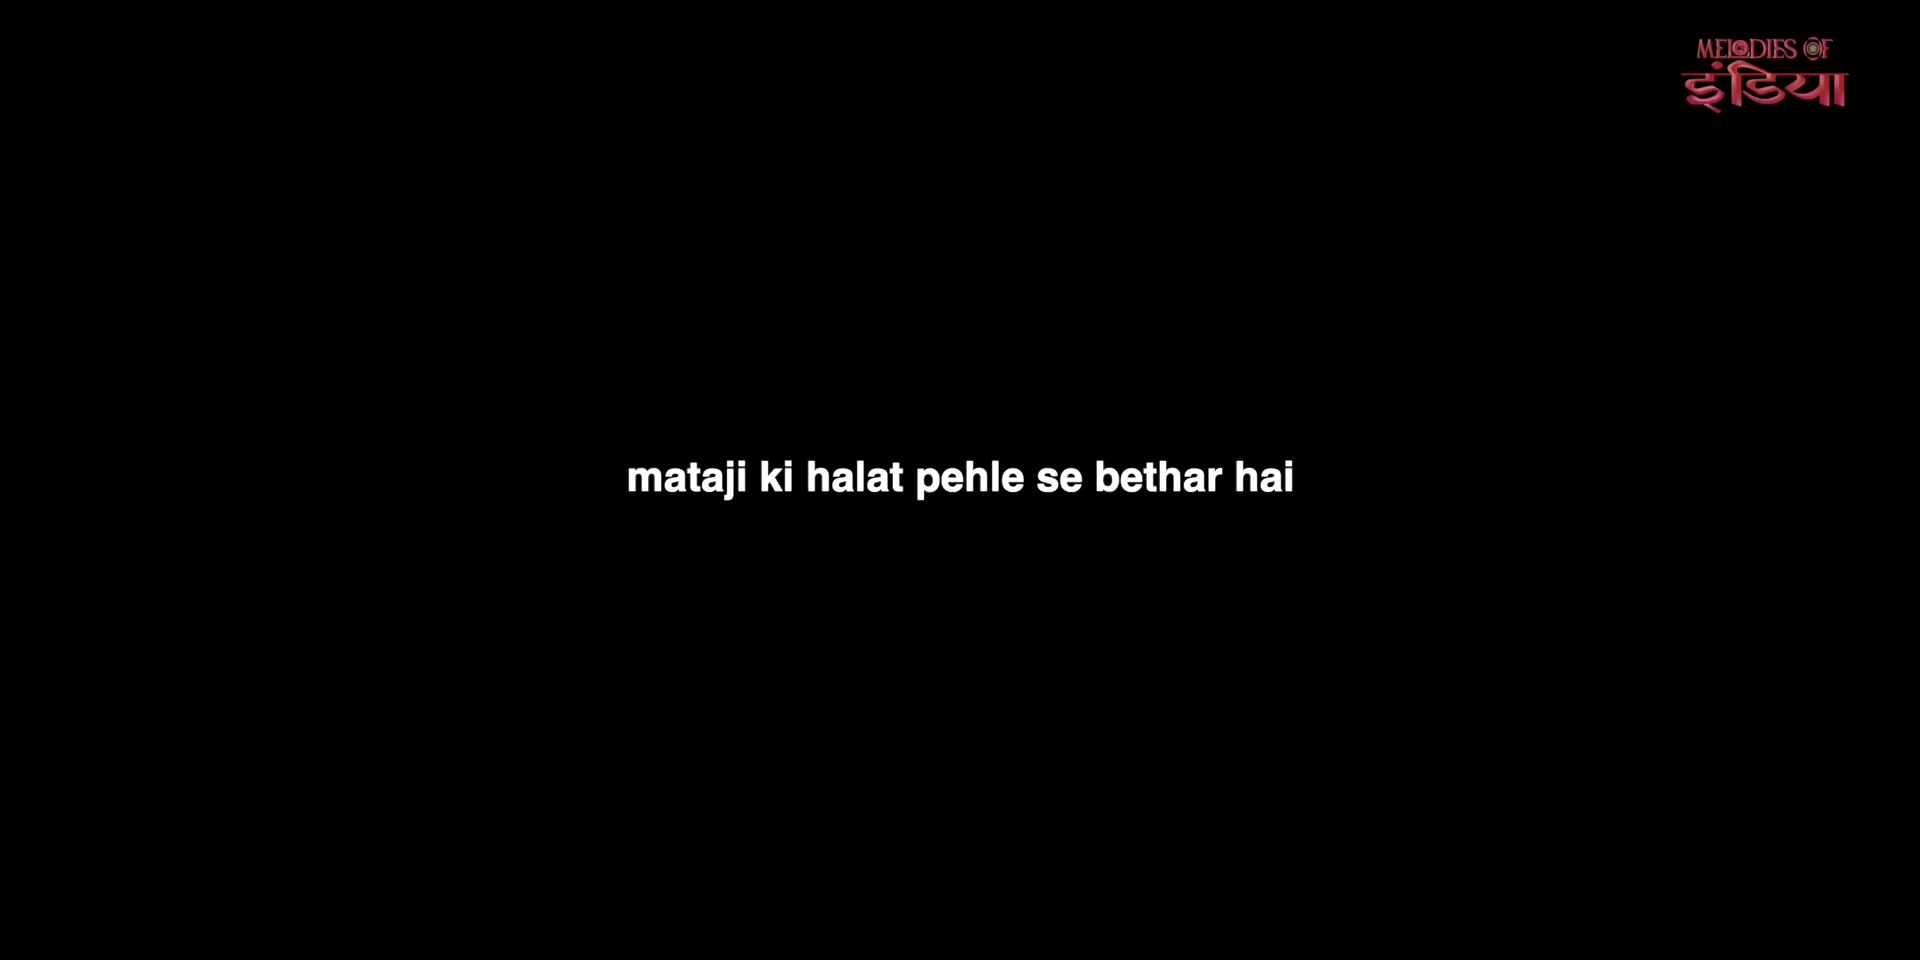 MELODIES OF
इंडिया
mataji ki halat pehle se bethar hai